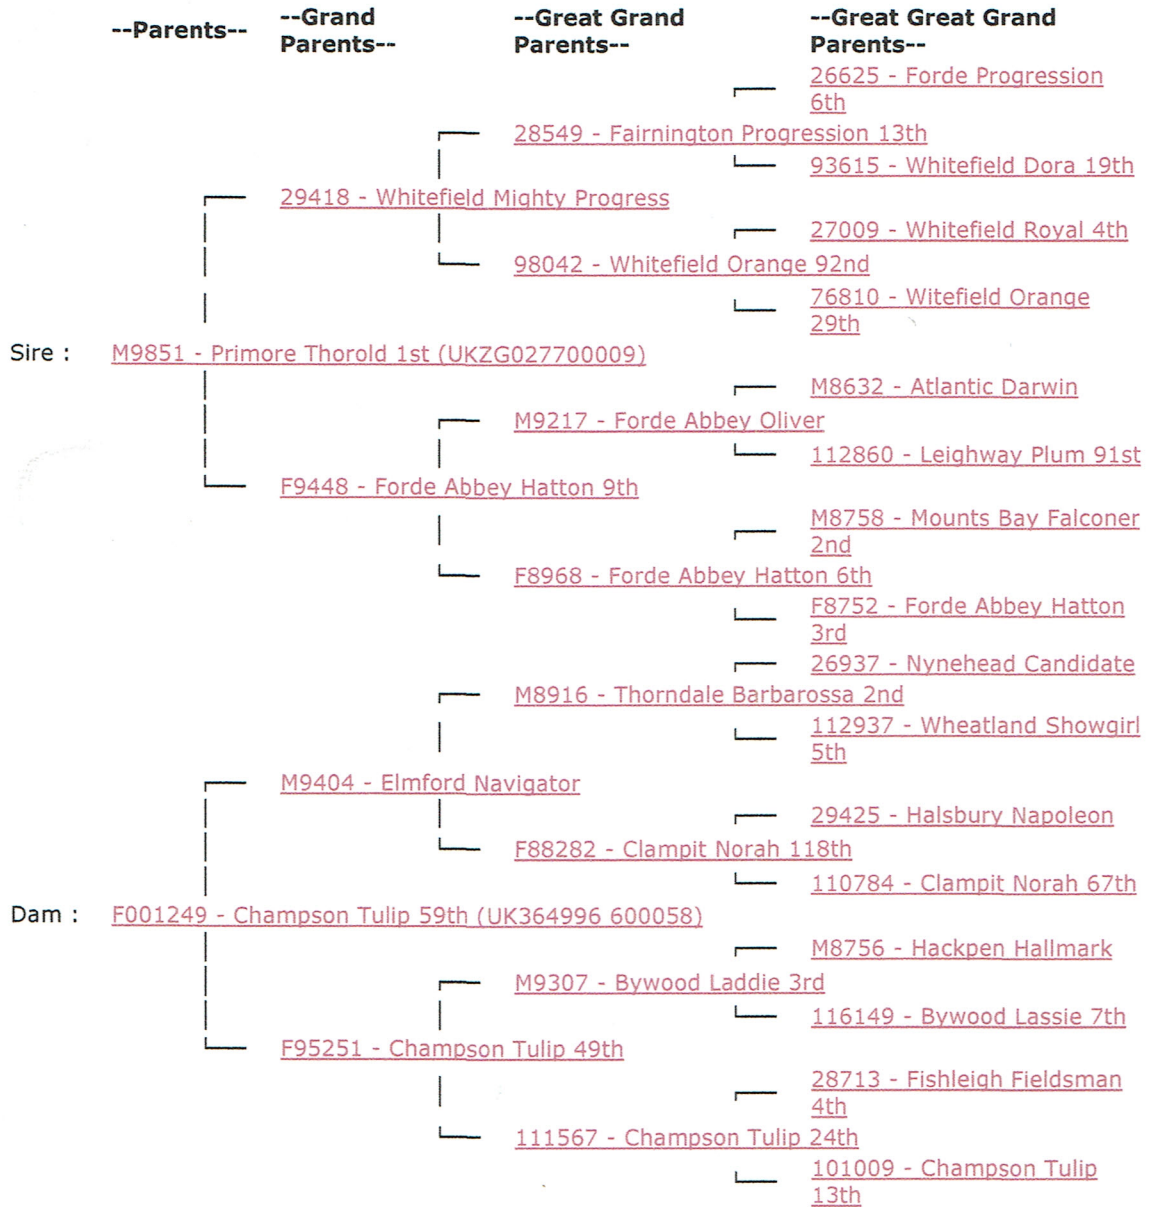 --Parents--
--Grand
Parents--
--Great Grand
Parents--
--Great Great Grand
Parents--
26625 - Forde Progression
6th
28549 - Fairnington Progression 13th
93615 - Whitefield Dora 19th
29418 - Whitefield Mighty Progress
27009 - Whitefield Royal 4th
98042 - Whitefield Orange 92nd
76810 - Witefield Orange
29th
Sire :
M9851 - Primore Thorold 1st (UKZG027700009)
M8632 - Atlantic Darwin
M9217 - Forde Abbey Oliver
112860 - Leighway Plum 91st
F9448 - Forde Abbey Hatton 9th
M8758 - Mounts Bay Falconer
2nd
F8968 - Forde Abbey Hatton 6th
F8752 - Forde Abbey Hatton
3rd
26937 - Nynehead Candidate
M8916 - Thorndale Barbarossa 2nd
112937 - Wheatland Showgirl
5th
M9404 - Elmford Navigator
29425 - Halsbury Napoleon
F88282 - Clampit Norah 118th
110784 - Clampit Norah 67th
Dam :
F001249 - Champson Tulip 59th (UK364996 600058)
M8756 - Hackpen Hallmark
M9307 - Bywood Laddie 3rd
116149 - Bywood Lassie 7th
F95251 - Champson Tulip 49th
28713 - Fishleigh Fieldsman
4th
111567 - Champson Tulip 24th
101009 - Champson Tulip
13th